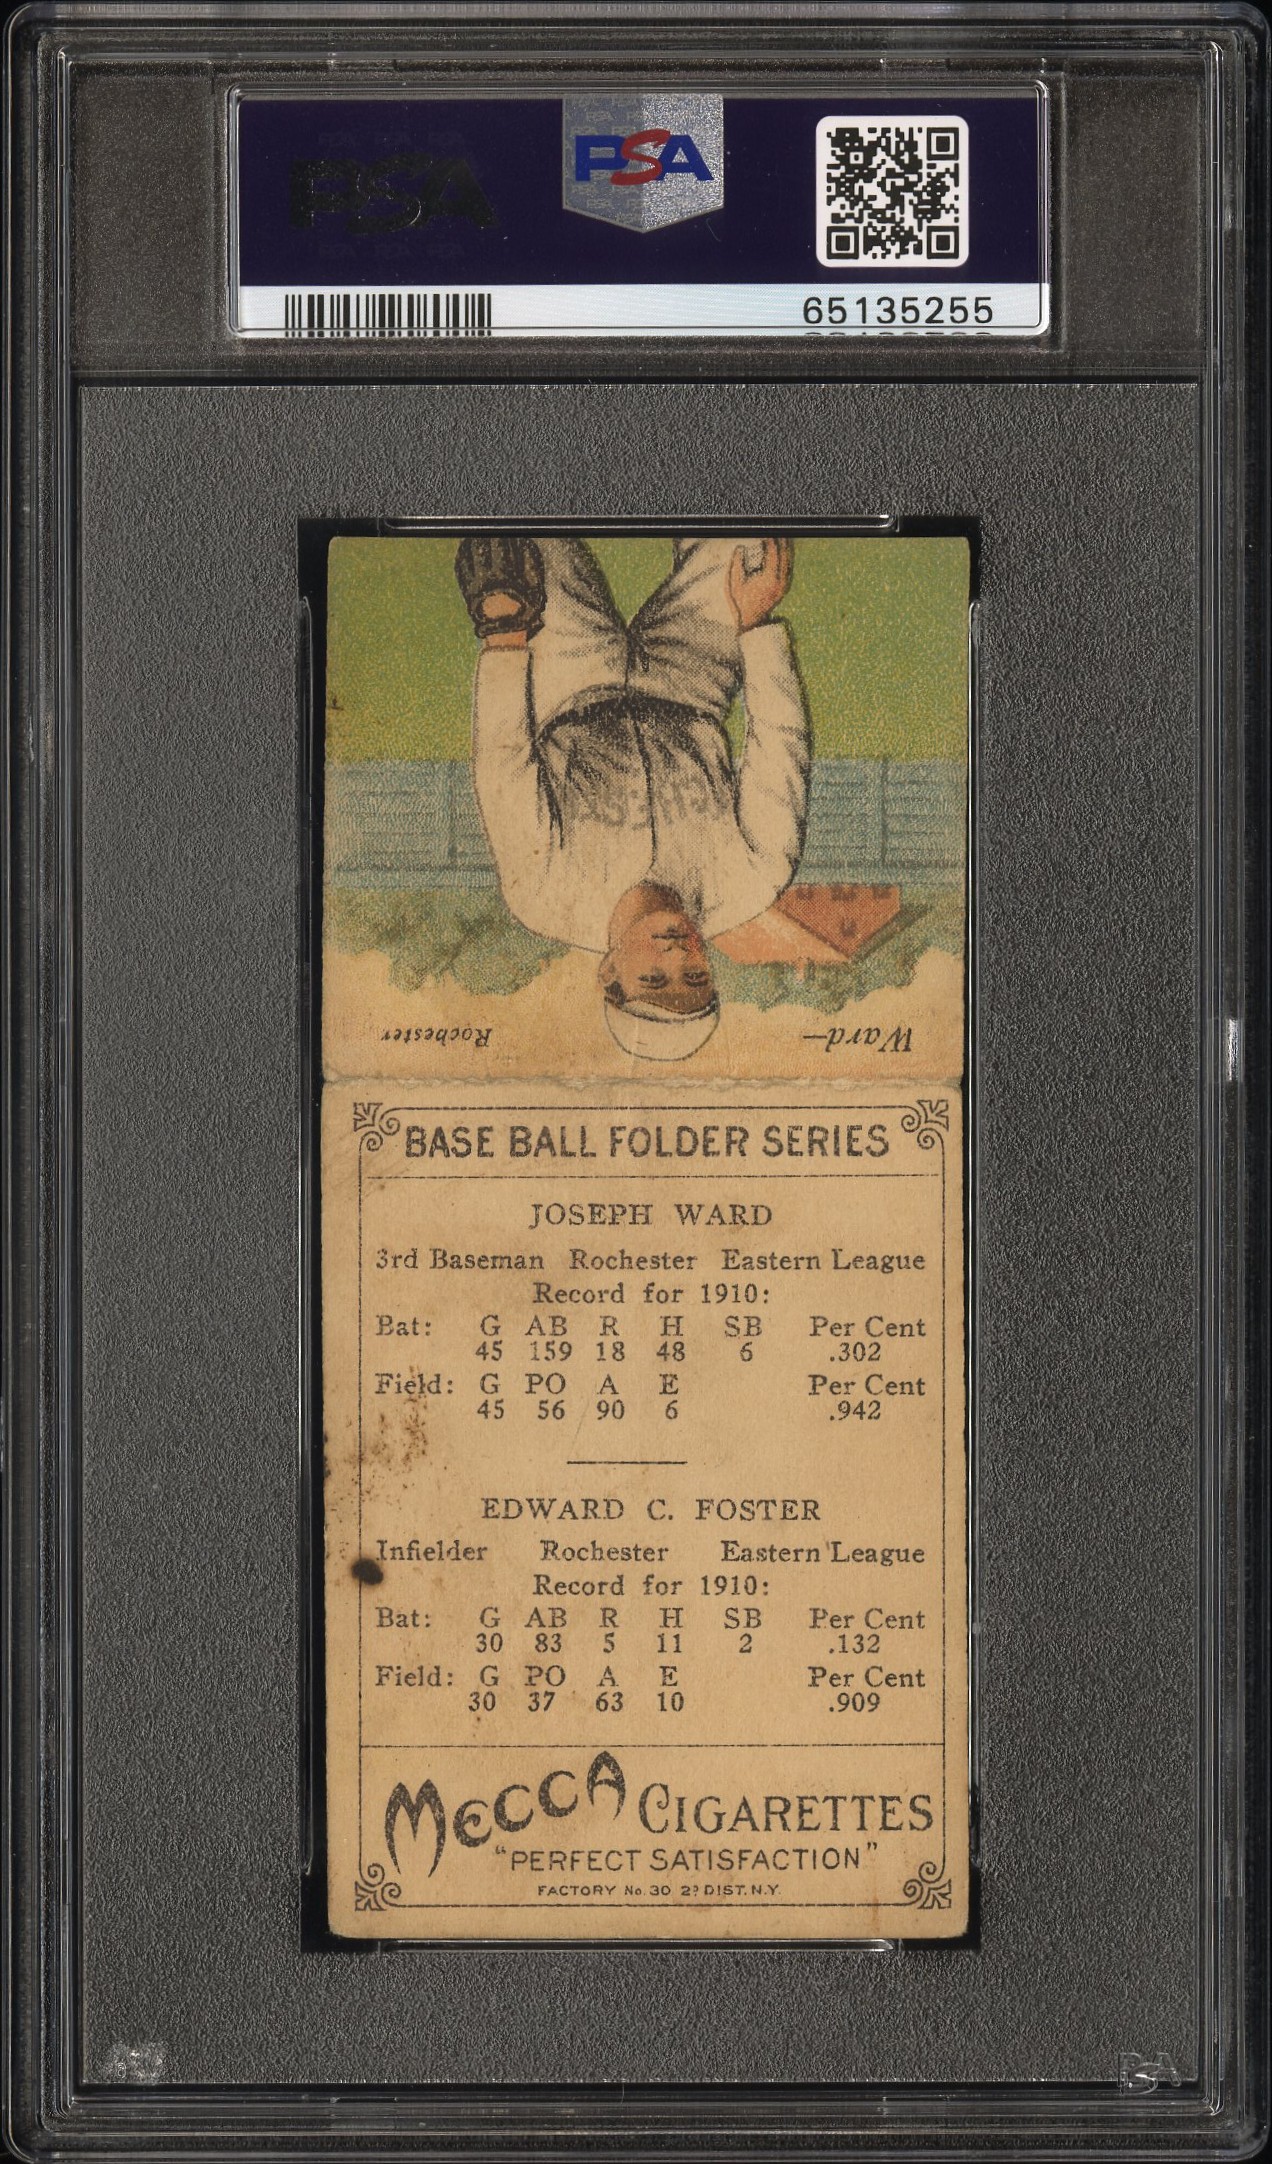 PSA
65135255
Ward—
Rochester
BASE BALL FOLDER SERIES
JOSEPH WARD
3rd Baseman Rochester Eastern League
Record for 1910:
Bat: G AB R H SB Per Cent
45 159 18 48 6 .302
Field: G PO A E Per Cent
45 56 90 6 .942
EDWARD C. FOSTER
Infielder Rochester Eastern League
Record for 1910:
Bat: G AB R H SB Per Cent
30 83 5 11 2 .132
Field: G PO A E Per Cent
30 37 63 10 .909
MECCA CIGARETTES
"PERFECT SATISFACTION"
FACTORY No. 30 2D DIST. N.Y.
PSA